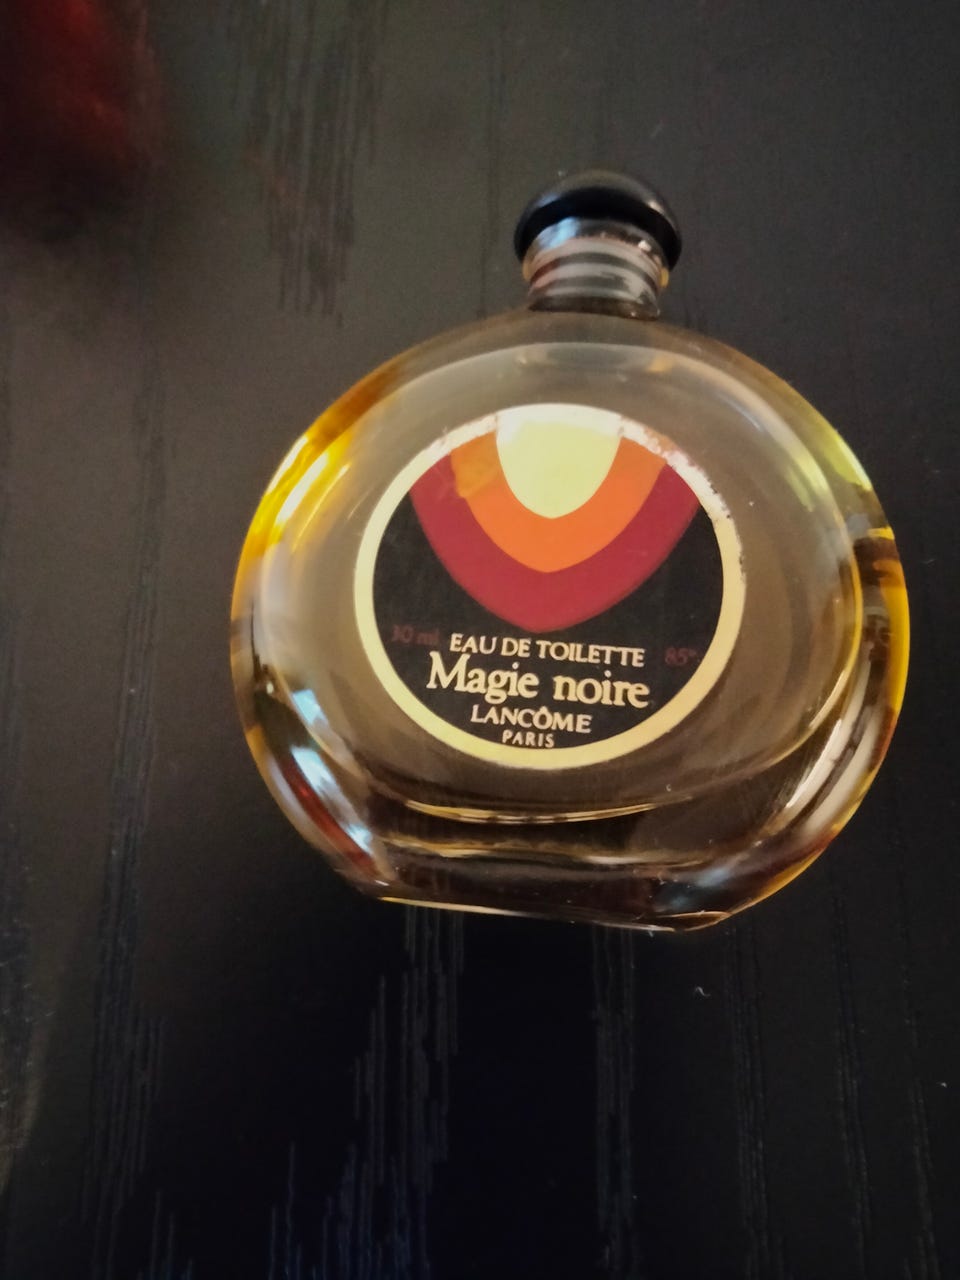 30 ml EAU DE TOILETTE 85°
Magie noire
LANCÔME
PARIS